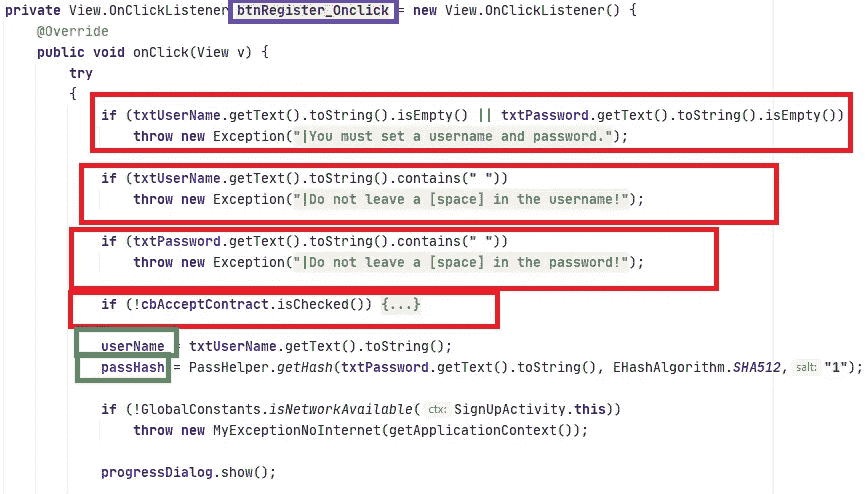 private View.OnClickListener btnRegister_Onclick = new View.OnClickListener() {
@Override
public void onClick(View v) {
try
{
if (txtUserName.getText().toString().isEmpty() || txtPassword.getText().toString().isEmpty())
throw new Exception("|You must set a username and password.");
if (txtUserName.getText().toString().contains(" "))
throw new Exception("|Do not leave a [space] in the username!");
if (txtPassword.getText().toString().contains(" "))
throw new Exception("|Do not leave a [space] in the password!");
if (!cbAcceptContract.isChecked()) {...}
userName = txtUserName.getText().toString();
passHash = PassHelper.getHash(txtPassword.getText().toString(), EHashAlgorithm.SHA512, salt: "1");
if (!GlobalConstants.isNetworkAvailable( ctx: SignUpActivity.this))
throw new MyExceptionNoInternet(getApplicationContext());
progressDialog.show();